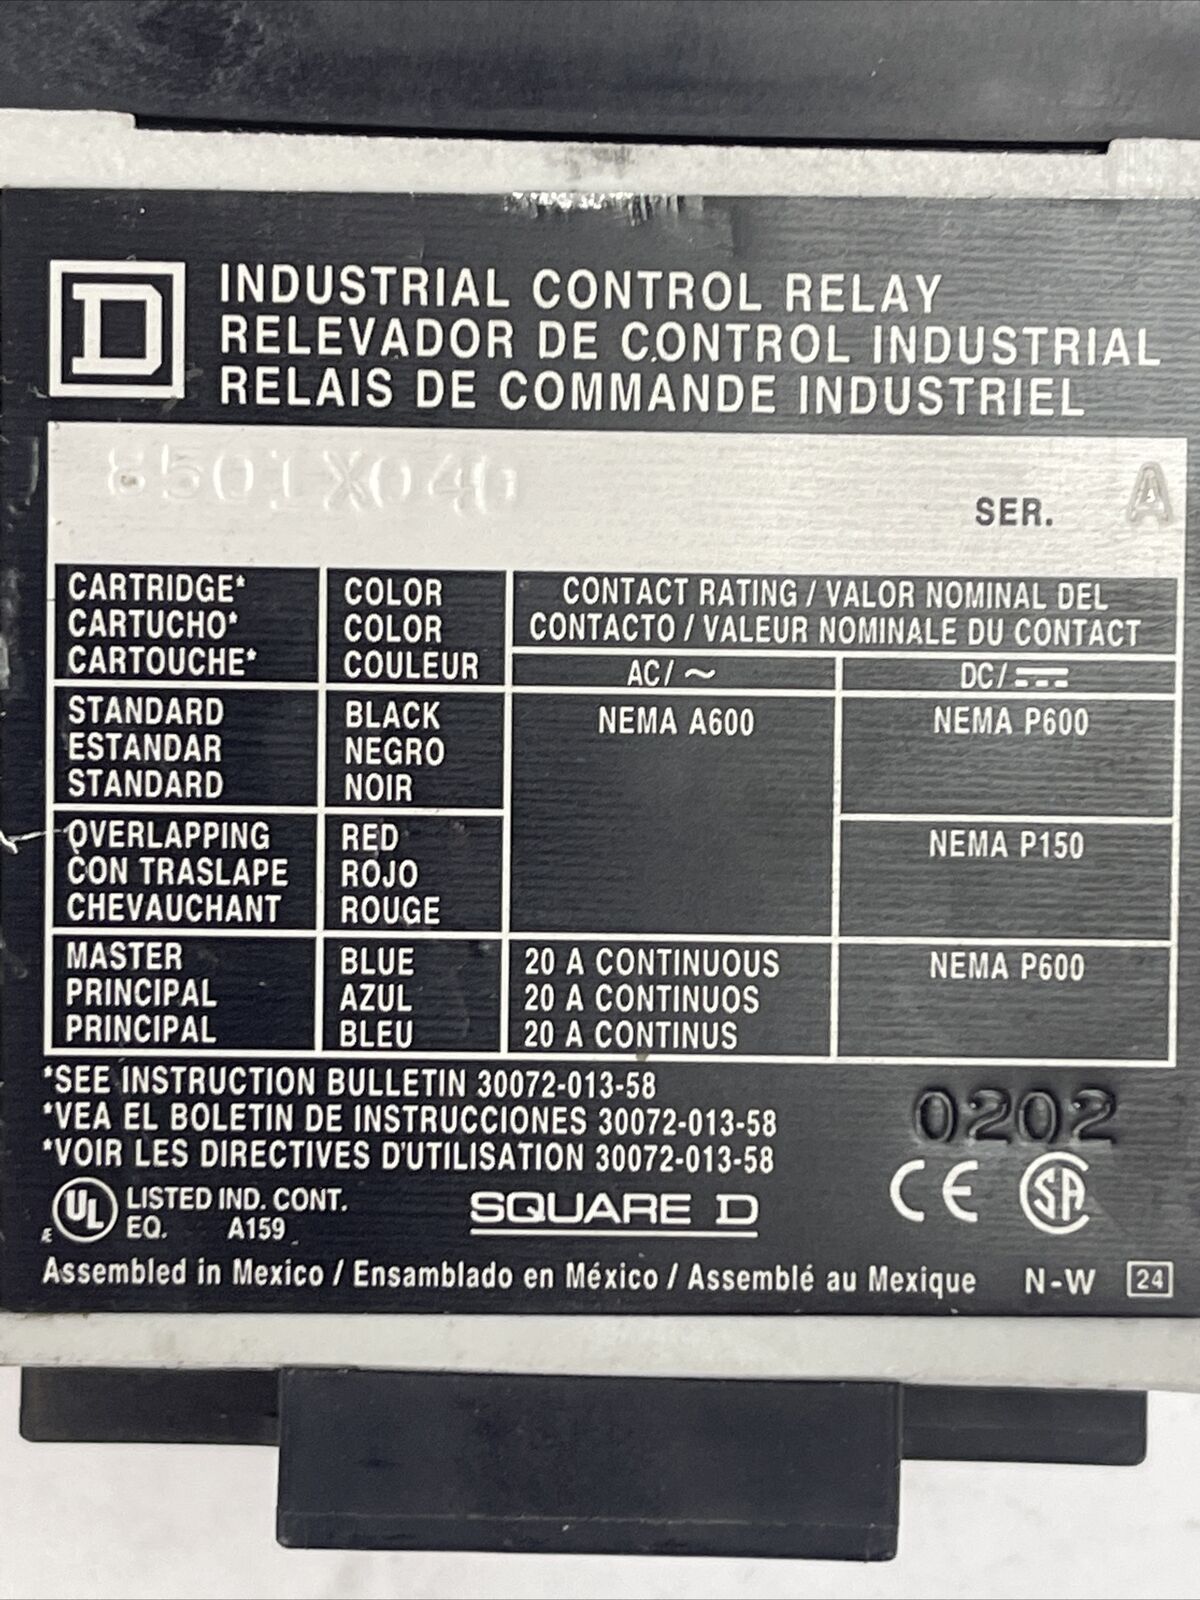 D INDUSTRIAL CONTROL RELAY
RELEVADOR DE CONTROL INDUSTRIAL
RELAIS DE COMMANDE INDUSTRIEL
8501XO40
SER. A
CARTRIDGE* COLOR CONTACT RATING / VALOR NOMINAL DEL
CARTUCHO* COLOR CONTACTO / VALEUR NOMINALE DU CONTACT
CARTOUCHE* COULEUR AC/ ~ DC/ ⎓
STANDARD BLACK NEMA A600 NEMA P600
ESTANDAR NEGRO
STANDARD NOIR
OVERLAPPING RED NEMA P150
CON TRASLAPE ROJO
CHEVAUCHANT ROUGE
MASTER BLUE 20 A CONTINUOUS NEMA P600
PRINCIPAL AZUL 20 A CONTINUOS
PRINCIPAL BLEU 20 A CONTINUS
*SEE INSTRUCTION BULLETIN 30072-013-58
*VEA EL BOLETIN DE INSTRUCCIONES 30072-013-58
*VOIR LES DIRECTIVES D'UTILISATION 30072-013-58
0202
UL LISTED IND. CONT.
EQ. A159
SQUARE D
CE SA
Assembled in Mexico / Ensamblado en México / Assemblé au Mexique N-W 24